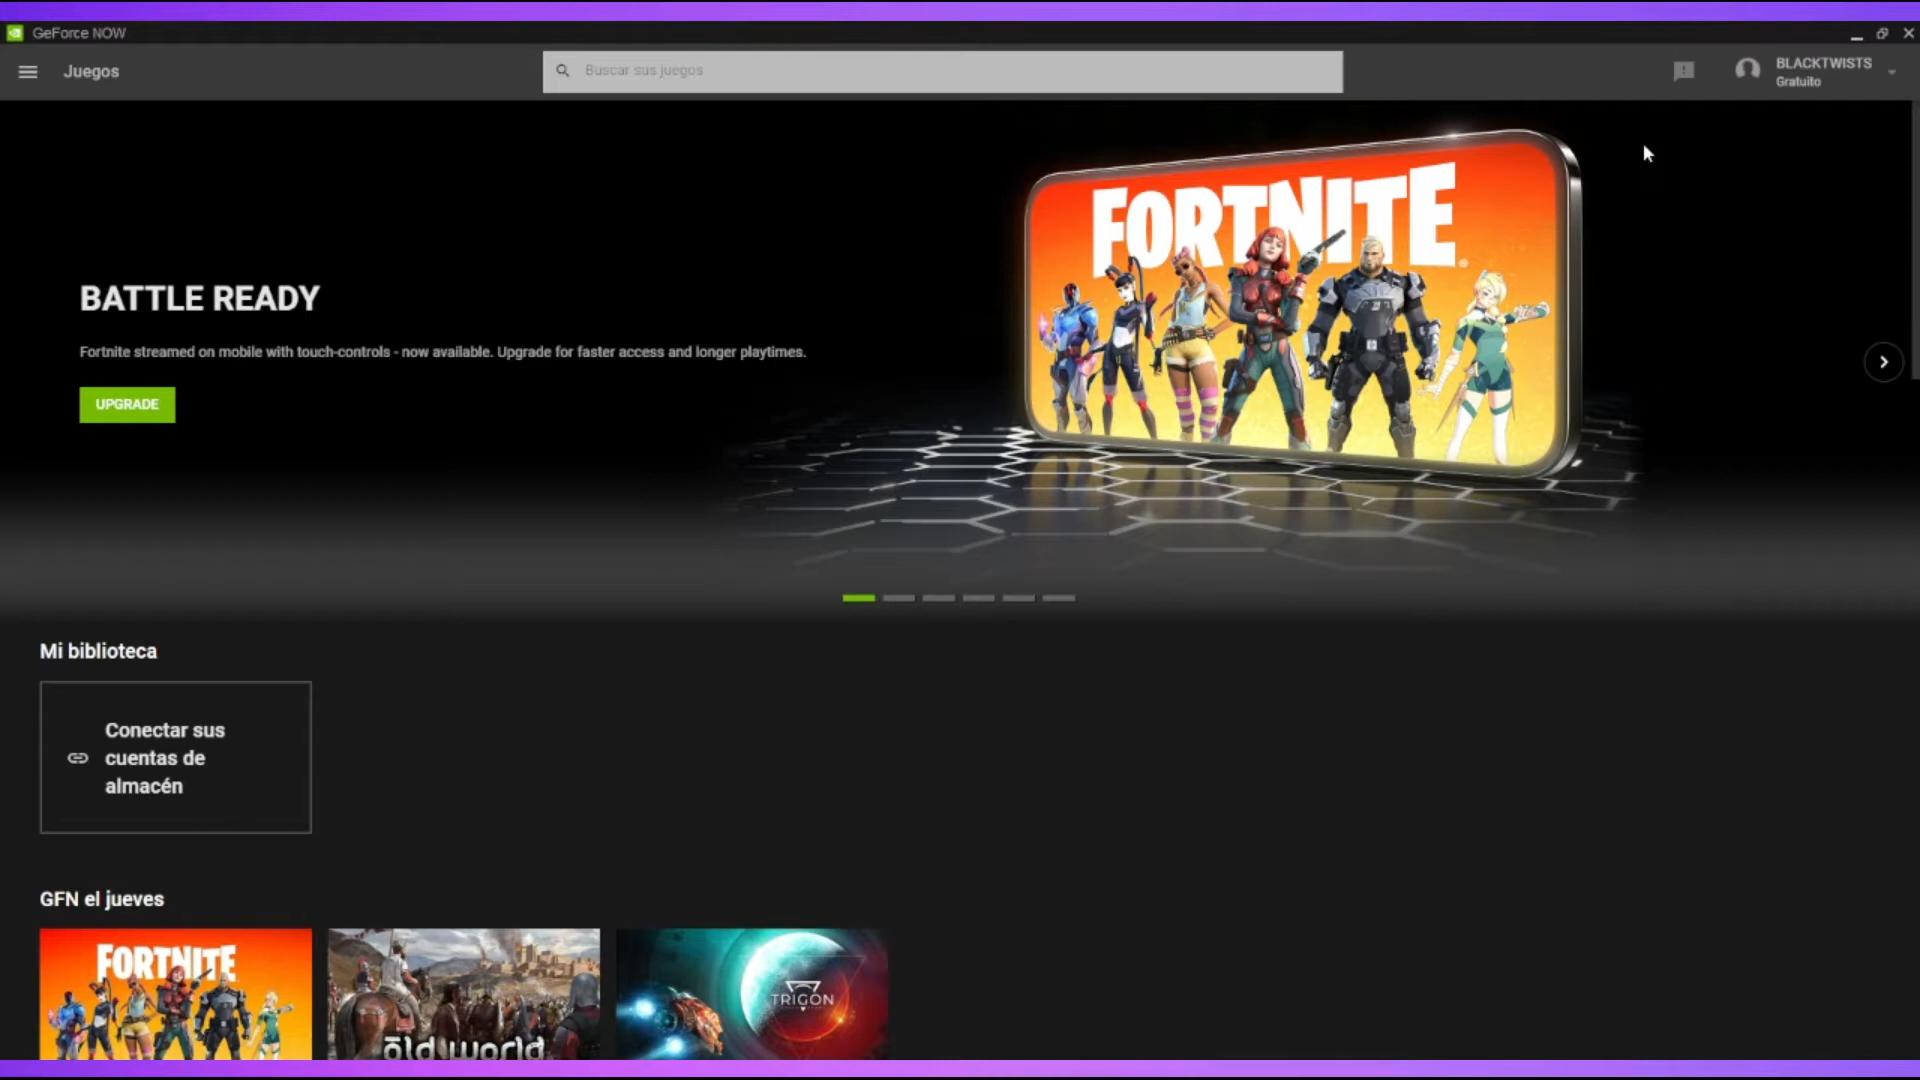 GeForce NOW
Juegos
Buscar sus juegos
BLACKTWISTS
Gratuito
FORTNITE
BATTLE READY
Fortnite streamed on mobile with touch-controls - now available. Upgrade for faster access and longer playtimes.
UPGRADE
Mi biblioteca
Conectar sus
cuentas de
almacén
GFN el jueves
FORTNITE
old world
TRIGON